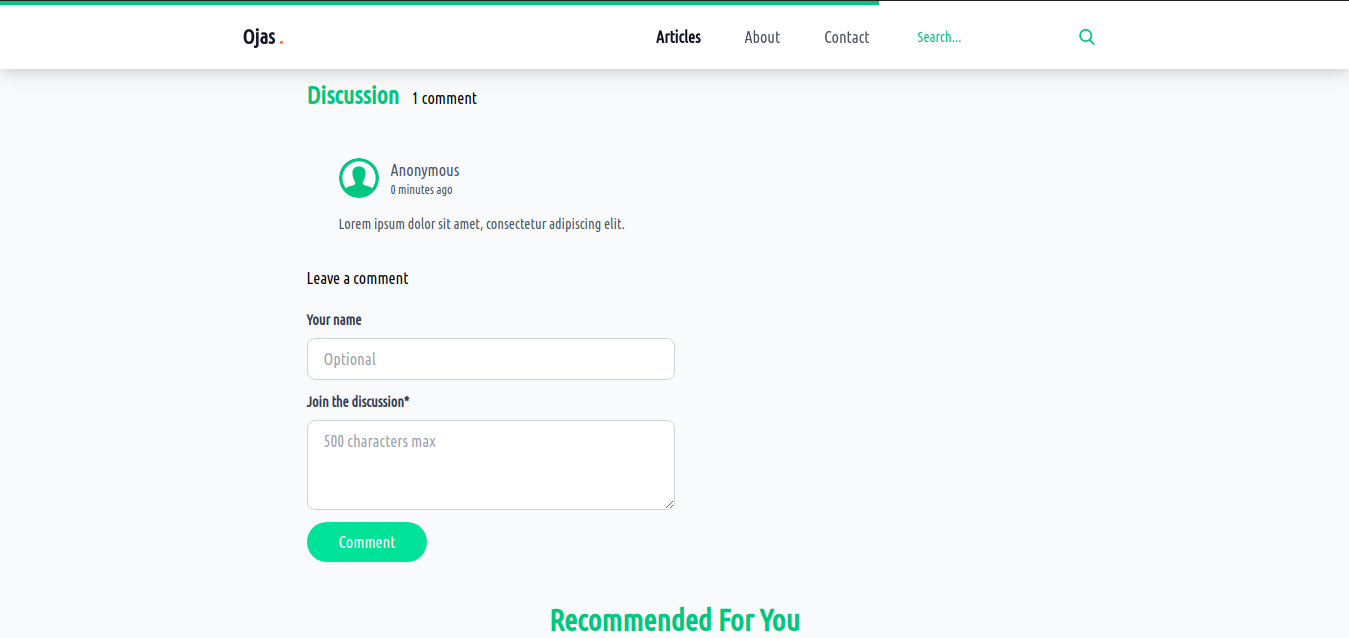 Ojas . Articles About Contact Search...
Discussion 1 comment
Anonymous
0 minutes ago
Lorem ipsum dolor sit amet, consectetur adipiscing elit.
Leave a comment
Your name
Optional
Join the discussion*
500 characters max
Comment
Recommended For You